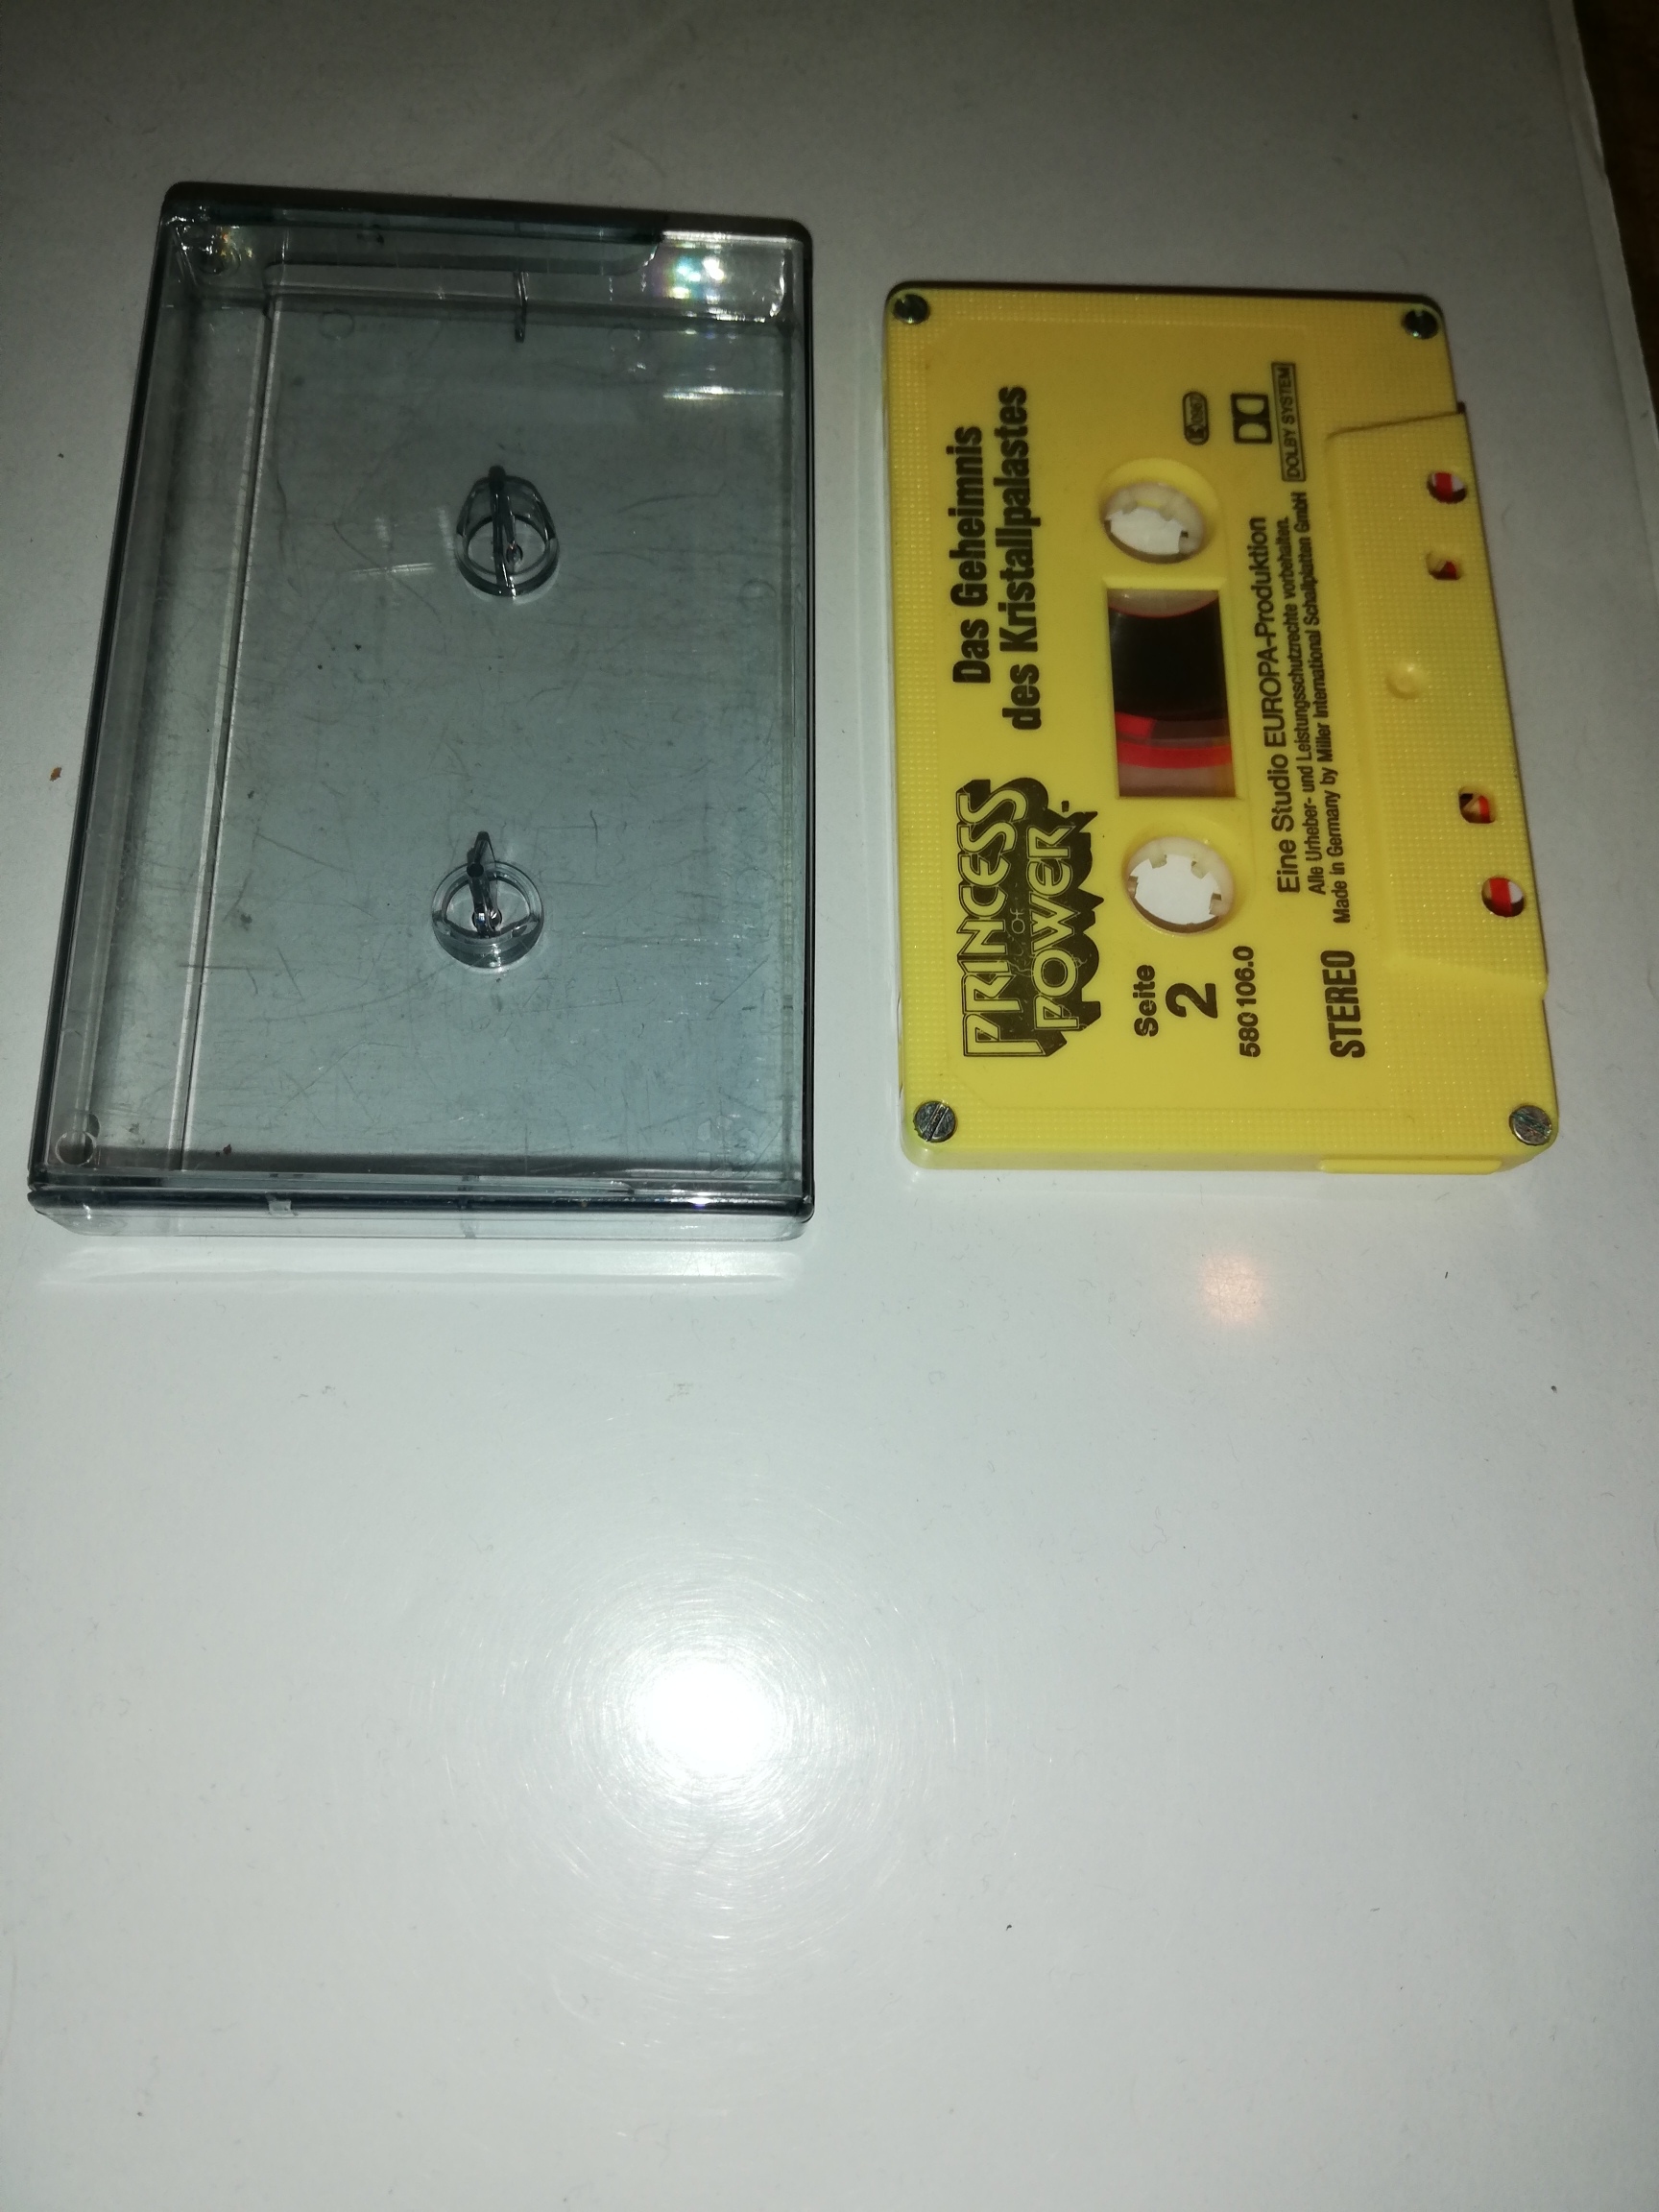 PRINCESS
of
POWER™
Das Geheimnis
des Kristallpalastes
Seite
2
580 106.0
Eine Studio EUROPA-Produktion
Alle Urheber- und Leistungsschutzrechte vorbehalten.
Made in Germany by Miller International Schallplatten GmbH
STEREO
DOLBY SYSTEM